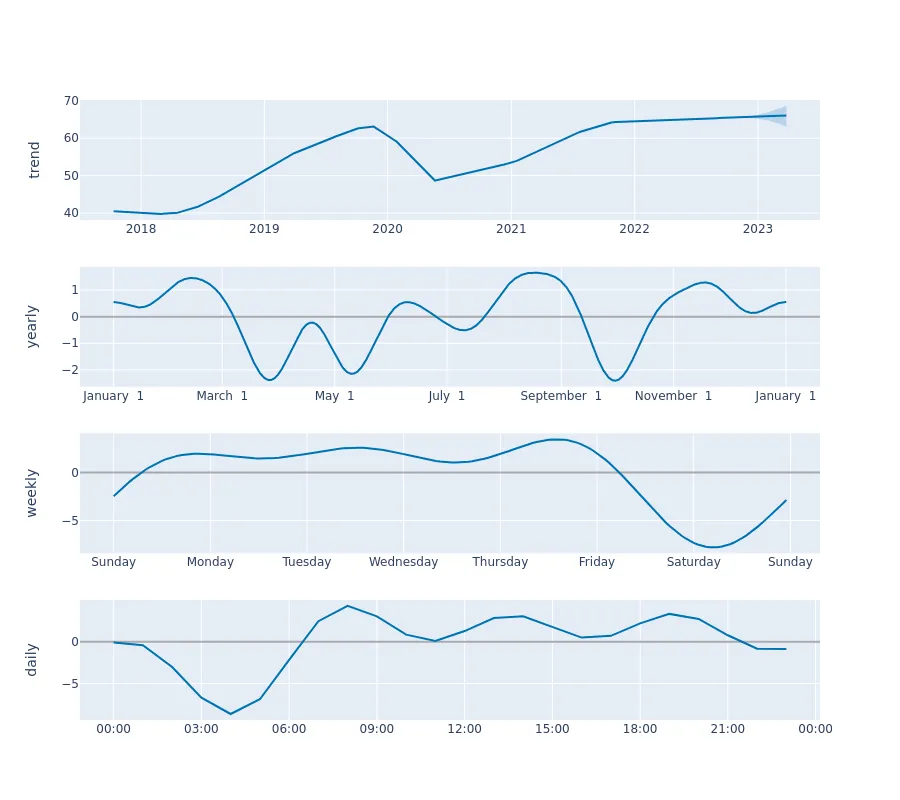 trend
70
60
50
40
2018 2019 2020 2021 2022 2023
yearly
1
0
−1
−2
January 1 March 1 May 1 July 1 September 1 November 1 January 1
weekly
0
−5
Sunday Monday Tuesday Wednesday Thursday Friday Saturday Sunday
daily
0
−5
00:00 03:00 06:00 09:00 12:00 15:00 18:00 21:00 00:00